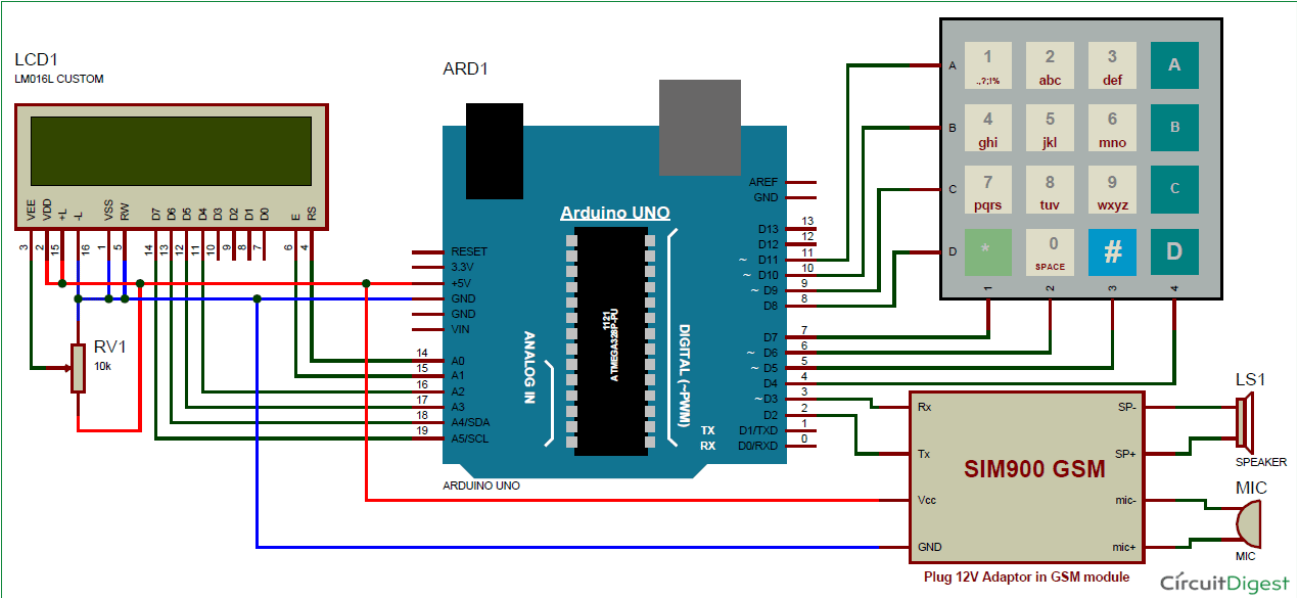 LCD1
LM016L CUSTOM
VEE VDD +L -L VSS RW D7 D6 D5 D4 D3 D2 D1 D0 E RS
3 2 15 16 1 5 14 13 12 11 10 9 8 7 6 4
RV1
10k
ARD1
Arduino UNO
RESET
3.3V
+5V
GND
GND
VIN
14 A0
15 A1
16 A2
17 A3
18 A4/SDA
19 A5/SCL
ANALOG IN
1121
ATMEGA328P-PU
DIGITAL (~PWM)
TX
RX
AREF
GND
D13 13
D12 12
~ D11 11
~ D10 10
~ D9 9
D8 8
D7 7
~ D6 6
~ D5 5
D4 4
~ D3 3
D2 2
D1/TXD 1
D0/RXD 0
ARDUINO UNO
A
B
C
D
1 2 3 A
.,?;!% abc def
4 5 6 B
ghi jkl mno
7 8 9 C
pqrs tuv wxyz
* 0 # D
SPACE
1 2 3 4
Rx
Tx
Vcc
GND
SIM900 GSM
SP-
SP+
mic-
mic+
LS1
SPEAKER
MIC
MIC
Plug 12V Adaptor in GSM module
CírcuitDigest